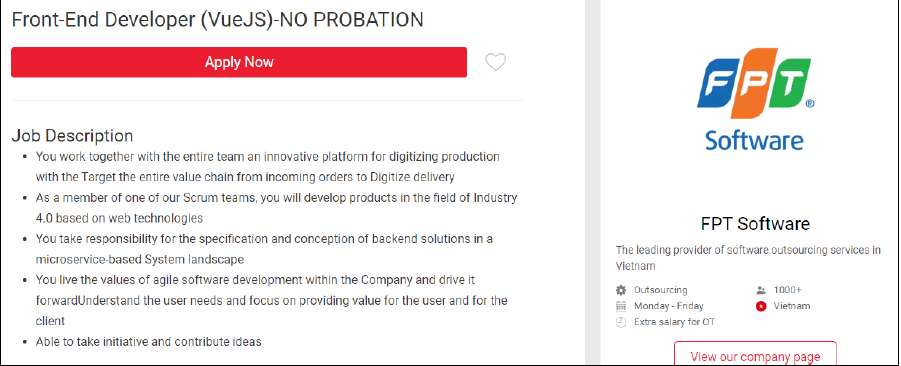 Front-End Developer (VueJS)-NO PROBATION
Apply Now
Job Description
You work together with the entire team an innovative platform for digitizing production
with the Target the entire value chain from incoming orders to Digitize delivery
As a member of one of our Scrum teams, you will develop products in the field of Industry
4.0 based on web technologies
You take responsibility for the specification and conception of backend solutions in a
microservice-based System landscape
You live the values of agile software development within the Company and drive it
forwardUnderstand the user needs and focus on providing value for the user and for the
client
Able to take initiative and contribute ideas
FPT®
Software
FPT Software
The leading provider of software outsourcing services in
Vietnam
Outsourcing 1000+
Monday - Friday Vietnam
Extra salary for OT
View our company page